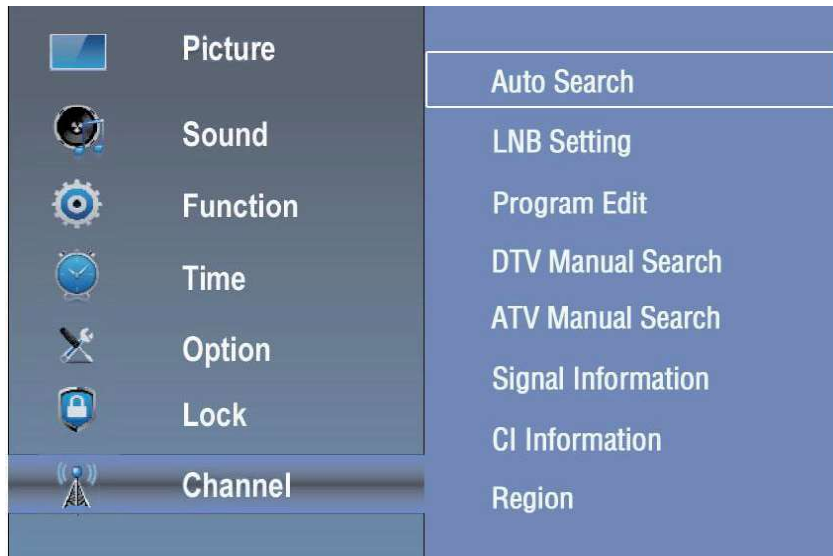 Picture
Sound
Function
Time
Option
Lock
Channel
Auto Search
LNB Setting
Program Edit
DTV Manual Search
ATV Manual Search
Signal Information
CI Information
Region